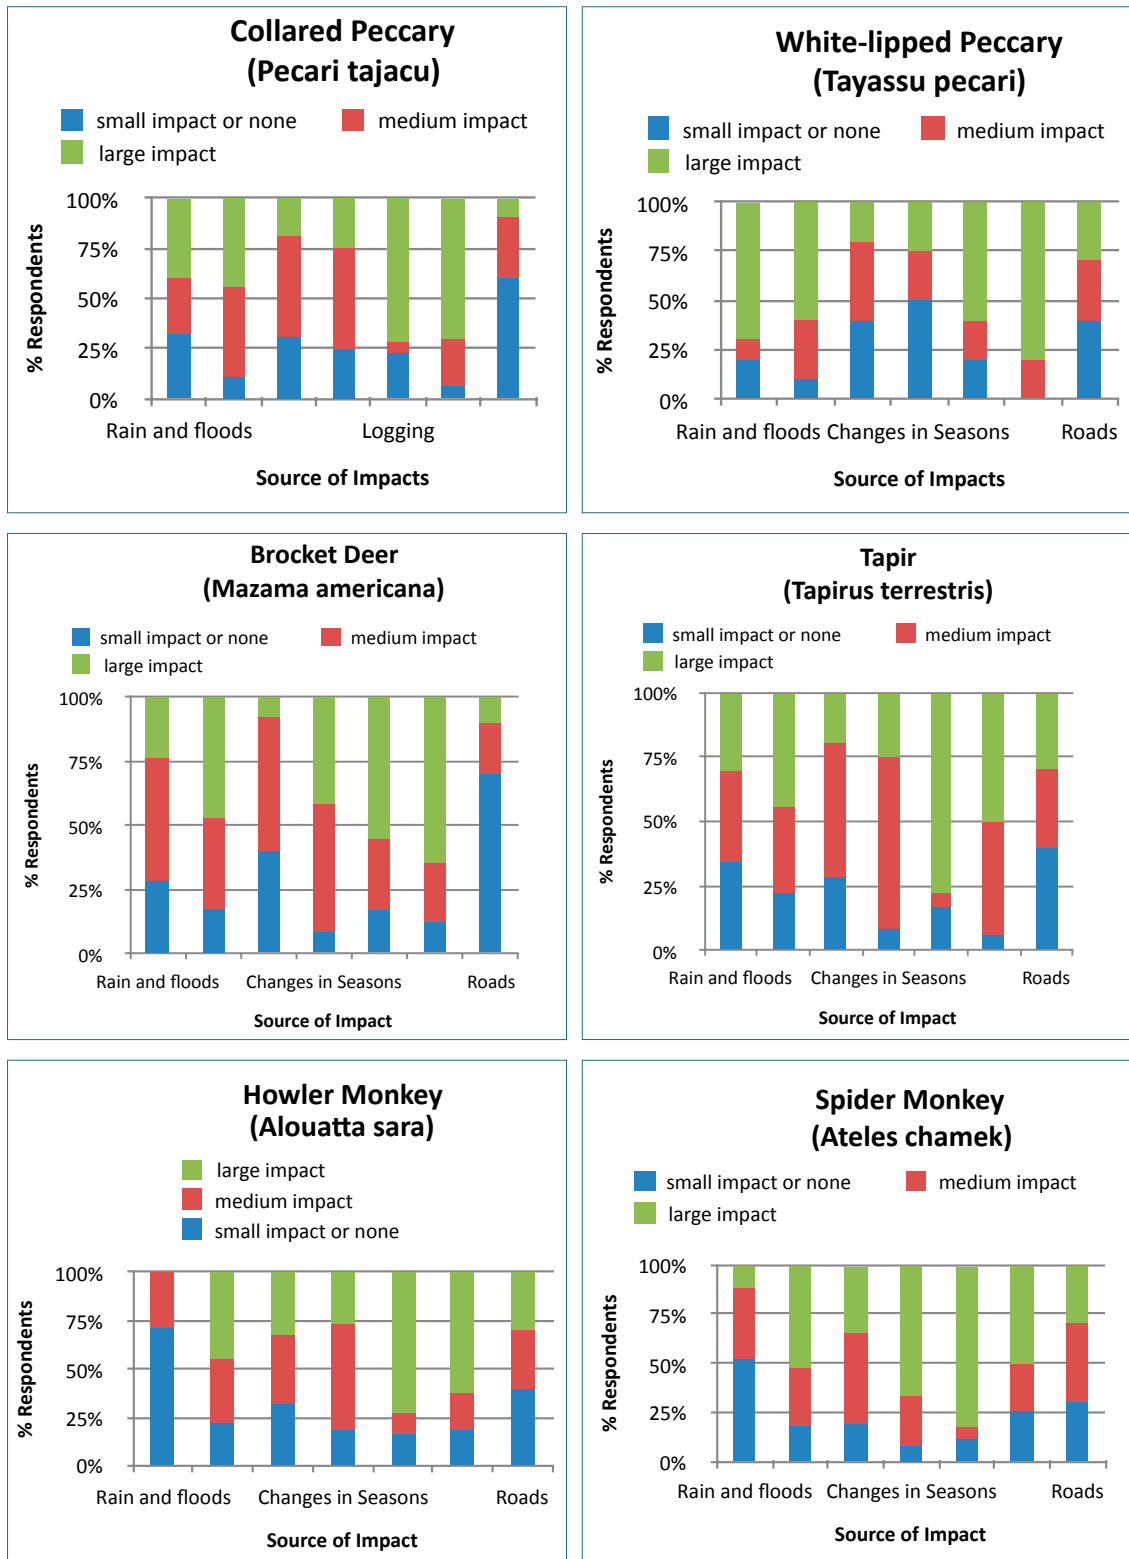 Collared Peccary
(Pecari tajacu)
small impact or none
medium impact
large impact
% Respondents
100%
75%
50%
25%
0%
Rain and floods
Logging
Source of Impacts
White-lipped Peccary
(Tayassu pecari)
small impact or none
medium impact
large impact
% Respondents
100%
75%
50%
25%
0%
Rain and floods
Changes in Seasons
Roads
Source of Impacts
Brocket Deer
(Mazama americana)
small impact or none
medium impact
large impact
% Respondents
100%
75%
50%
25%
0%
Rain and floods
Changes in Seasons
Roads
Source of Impact
Tapir
(Tapirus terrestris)
small impact or none
medium impact
large impact
% Respondents
100%
75%
50%
25%
0%
Rain and floods
Changes in Seasons
Roads
Source of Impact
Howler Monkey
(Alouatta sara)
large impact
medium impact
small impact or none
% Respondents
100%
75%
50%
25%
0%
Rain and floods
Changes in Seasons
Roads
Source of Impact
Spider Monkey
(Ateles chamek)
small impact or none
medium impact
large impact
% Respondents
100%
75%
50%
25%
0%
Rain and floods
Changes in Seasons
Roads
Source of Impact